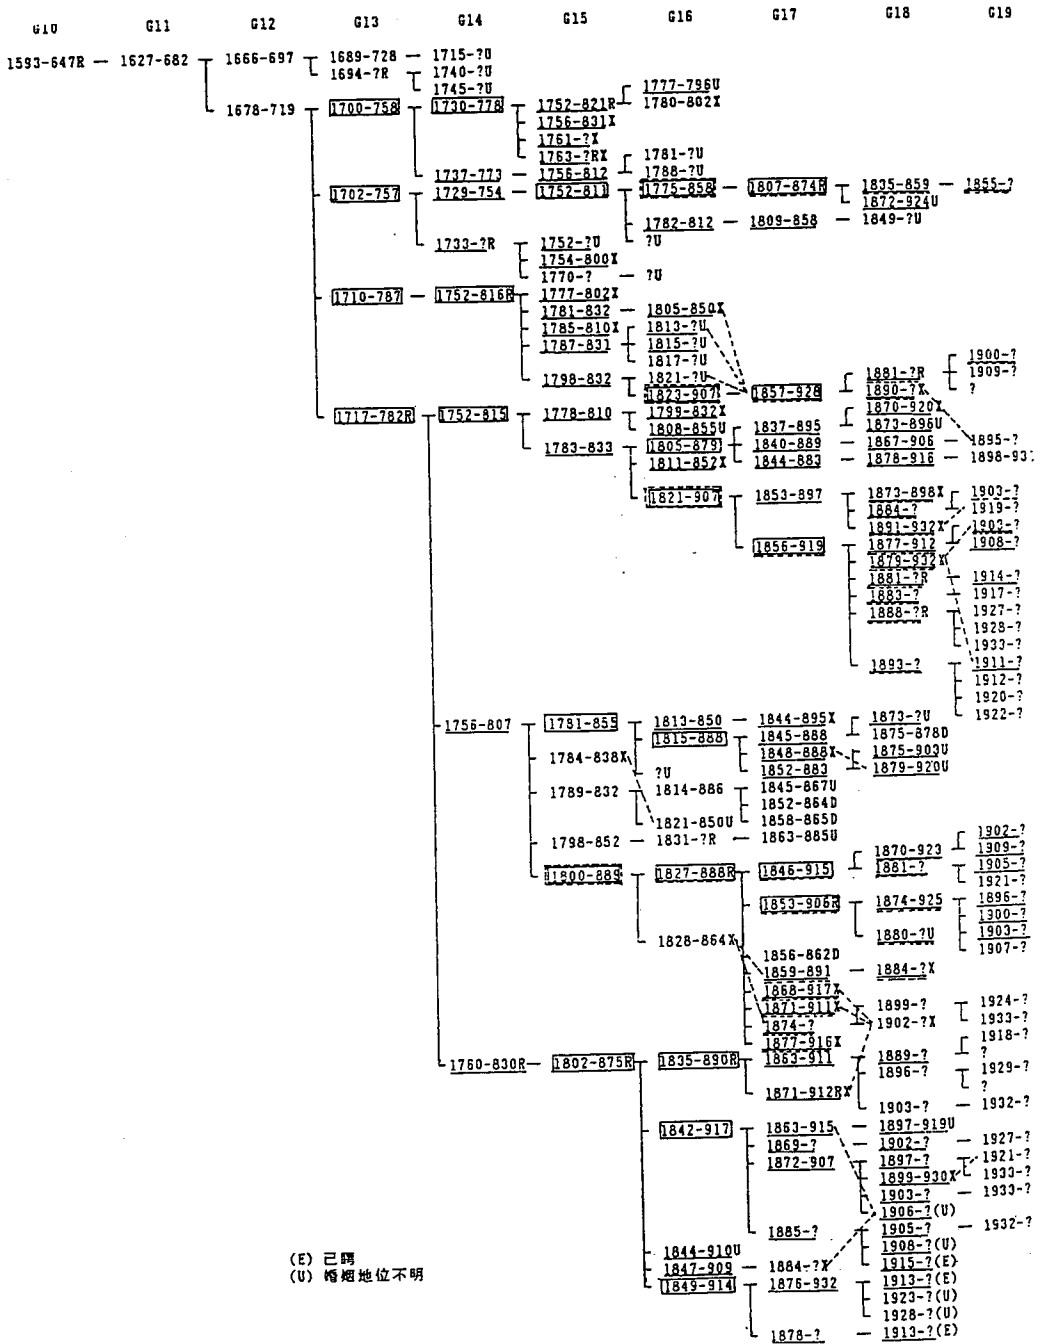 G10 G11 G12 G13 G14 G15 G16 G17 G18 G19
1593-647R 1627-682 1666-697 1689-728 1715-?U
1694-?R 1740-?U
1745-?U 1777-796U
1678-719 1700-758 1730-778 1752-821R 1780-802X
1756-831X
1761-?X
1763-?RX 1781-?U
1737-773 1756-812 1788-?U
1702-757 1729-754 1752-811 1775-858 1807-874R 1835-859 1855-?
1872-924U
1782-812 1809-858 1849-?U
1733-?R 1752-?U ?U
1754-800X
1770-? ?U
1710-787 1752-816R 1777-802X
1781-832 1805-850X
1785-810X 1813-?U
1787-831 1815-?U
1817-?U 1900-?
1798-832 1821-?U 1881-?R 1909-?
1823-907 1857-928 1890-?X ?
1717-782R 1752-815 1778-810 1799-832X 1870-920X
1808-855U 1837-895 1873-896U
1783-833 1805-879 1840-889 1867-906 1895-?
1811-852X 1844-883 1878-916 1898-93
1821-907 1853-897 1873-898X 1903-?
1884-? 1919-?
1891-932X 1903-?
1856-919 1877-912 1908-?
1879-932X
1881-?R 1914-?
1883-? 1917-?
1888-?R 1927-?
1928-?
1933-?
1893-? 1911-?
1912-?
1920-?
1922-?
1756-807 1781-855 1813-850 1844-895X 1873-?U
1815-888 1845-888 1875-878D
1784-838X 1848-888X 1875-903U
?U 1852-883 1879-920U
1789-832 1814-886 1845-867U
1852-864D
1821-850U 1858-865D
1798-852 1831-?R 1863-885U 1902-?
1870-923 1909-?
1800-889 1827-888R 1846-915 1881-? 1905-?
1921-?
1853-906R 1874-925 1896-?
1900-?
1880-?U 1903-?
1828-864X 1907-?
1856-862D
1859-891 1884-?X
1868-917X
1871-911X 1899-? 1924-?
1874-? 1902-?X 1933-?
1877-916X 1918-?
1760-830R 1802-875R 1835-890R 1863-911 1889-? ?
1896-? 1929-?
1871-912RX ?
1903-? 1932-?
1842-917 1863-915 1897-919U
1869-? 1902-? 1927-?
1872-907 1897-? 1921-?
1899-930X 1933-?
1903-? 1933-?
1906-?(U)
1885-? 1905-? 1932-?
1844-910U 1908-?(U)
(E) 已聘
1847-909 1884-?X 1915-?(E)
(U) 婚姻地位不明
1849-914 1876-932 1913-?(E)
1923-?(U)
1928-?(U)
1878-? 1913-?(E)